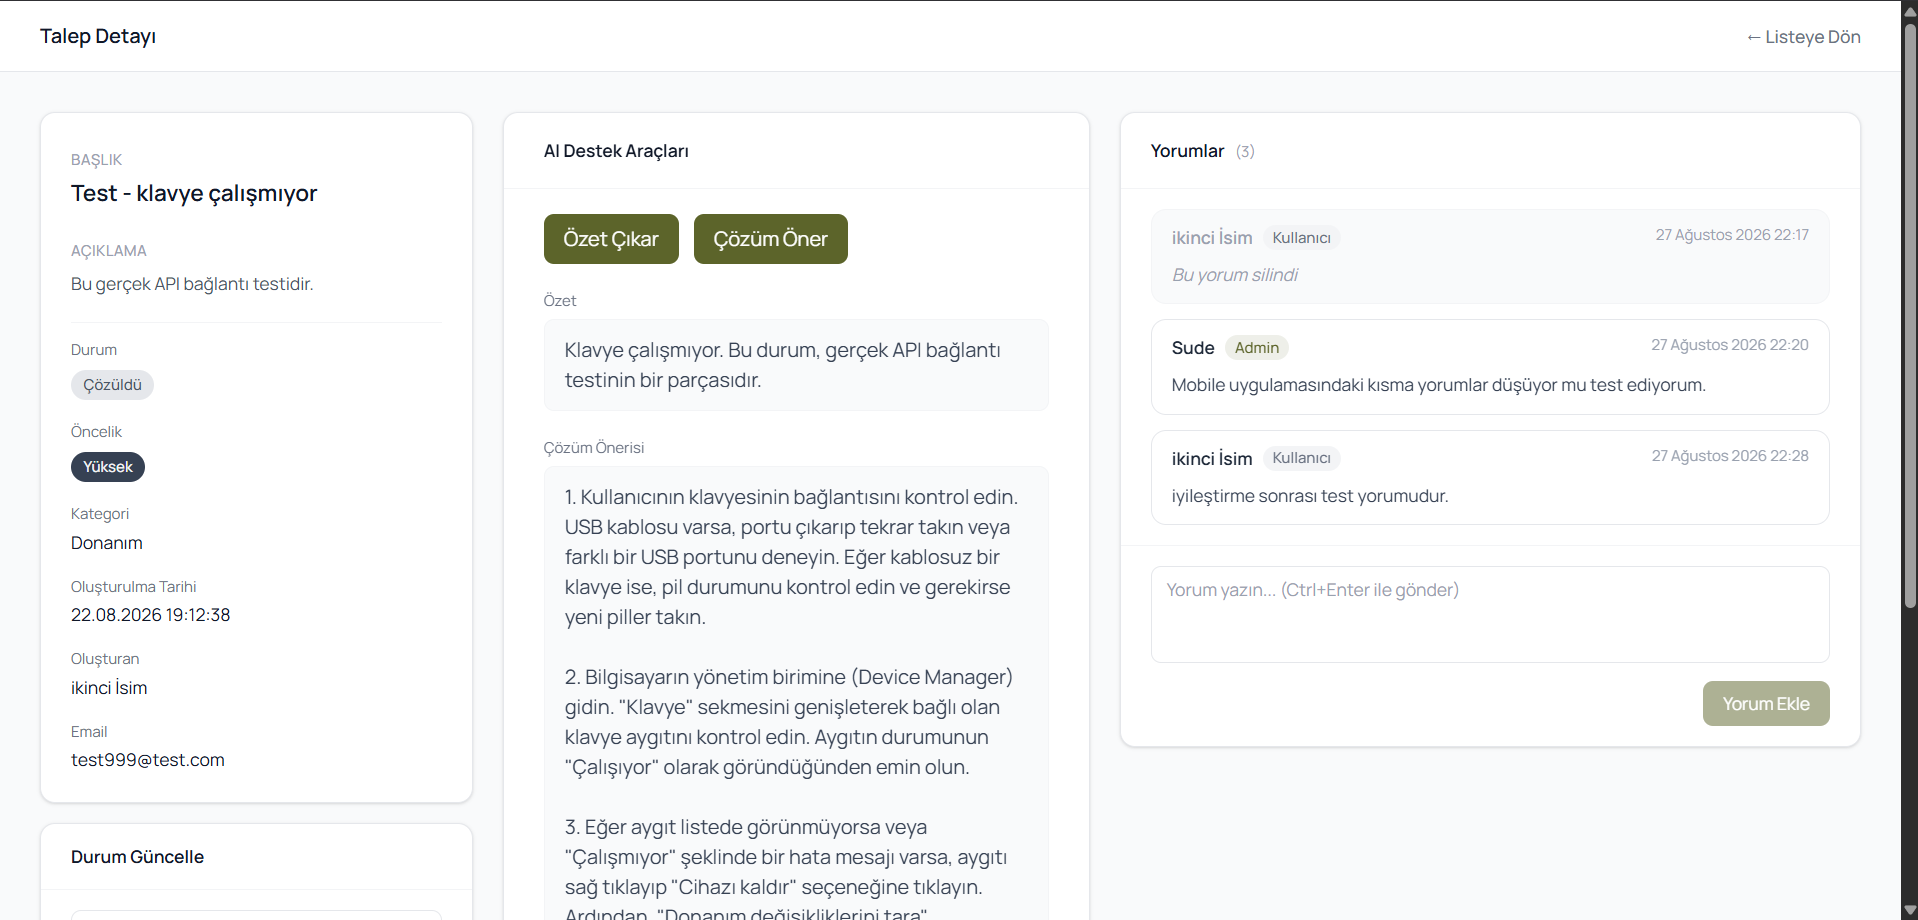 Talep Detayı
← Listeye Dön
BAŞLIK
Test - klavye çalışmıyor
AÇIKLAMA
Bu gerçek API bağlantı testidir.
Durum
Çözüldü
Öncelik
Yüksek
Kategori
Donanım
Oluşturulma Tarihi
22.08.2026 19:12:38
Oluşturan
ikinci İsim
Email
test999@test.com
Durum Güncelle
AI Destek Araçları
Özet Çıkar
Çözüm Öner
Özet
Klavye çalışmıyor. Bu durum, gerçek API bağlantı
testinin bir parçasıdır.
Çözüm Önerisi
1. Kullanıcının klavyesinin bağlantısını kontrol edin.
USB kablosu varsa, portu çıkarıp tekrar takın veya
farklı bir USB portunu deneyin. Eğer kablosuz bir
klavye ise, pil durumunu kontrol edin ve gerekirse
yeni piller takın.
2. Bilgisayarın yönetim birimine (Device Manager)
gidin. "Klavye" sekmesini genişleterek bağlı olan
klavye aygıtını kontrol edin. Aygıtın durumunun
"Çalışıyor" olarak göründüğünden emin olun.
3. Eğer aygıt listede görünmüyorsa veya
"Çalışmıyor" şeklinde bir hata mesajı varsa, aygıtı
sağ tıklayıp "Cihazı kaldır" seçeneğine tıklayın.
Ardından, "Donanım değişikliklerini tara"
Yorumlar (3)
ikinci İsim Kullanıcı 27 Ağustos 2026 22:17
Bu yorum silindi
Sude Admin 27 Ağustos 2026 22:20
Mobile uygulamasındaki kısma yorumlar düşüyor mu test ediyorum.
ikinci İsim Kullanıcı 27 Ağustos 2026 22:28
iyileştirme sonrası test yorumudur.
Yorum yazın... (Ctrl+Enter ile gönder)
Yorum Ekle